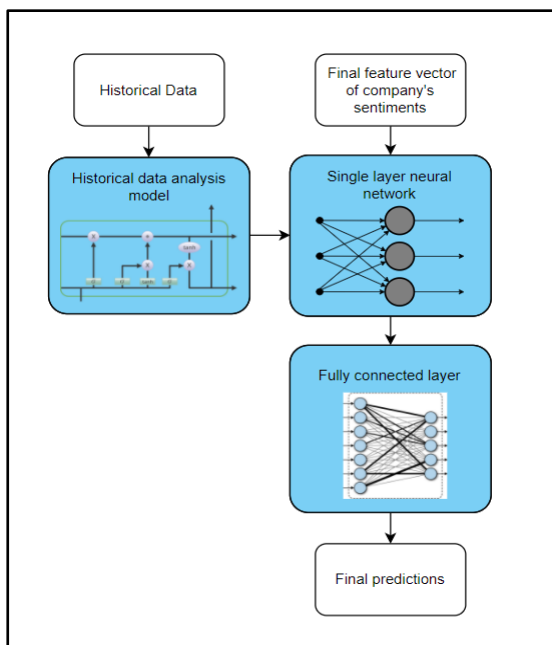 Historical Data
Final feature vector
of company's
sentiments
Historical data analysis
model
Single layer neural
network
tanh
Fully connected layer
Final predictions